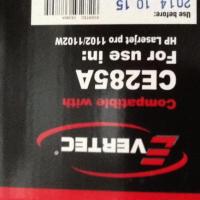 EVERTEC
Compatible with
CE285A
For use in:
HP Laserjet pro 1102/1102W
Use before:
2014 10 15